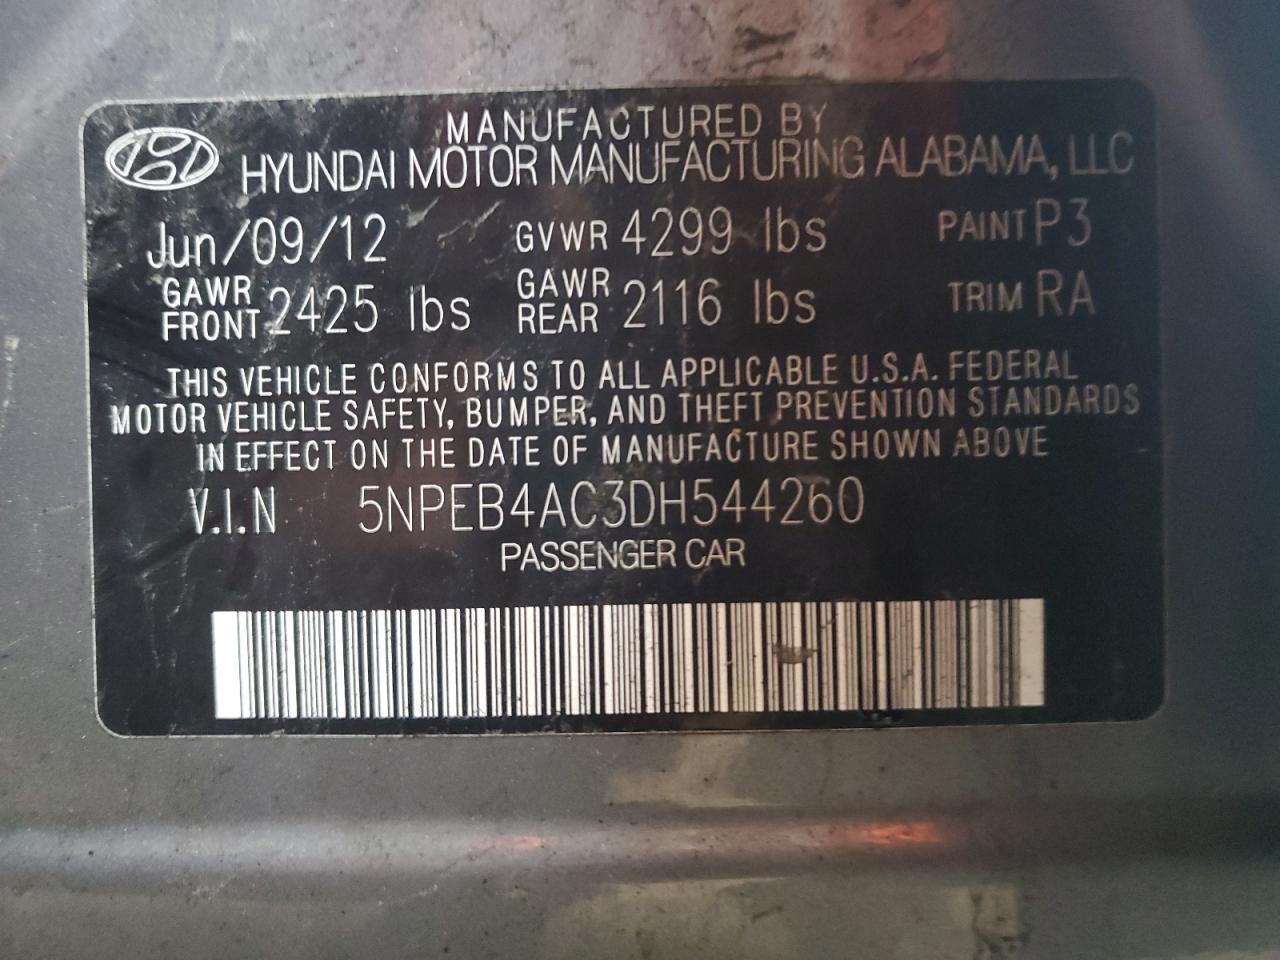 MANUFACTURED BY
HYUNDAI MOTOR MANUFACTURING ALABAMA, LLC
Jun/09/12 GVWR 4299 lbs PAINT P3
GAWR FRONT 2425 lbs GAWR REAR 2116 lbs TRIM RA
THIS VEHICLE CONFORMS TO ALL APPLICABLE U.S.A. FEDERAL
MOTOR VEHICLE SAFETY, BUMPER, AND THEFT PREVENTION STANDARDS
IN EFFECT ON THE DATE OF MANUFACTURE SHOWN ABOVE
V.I.N 5NPEB4AC3DH544260
PASSENGER CAR